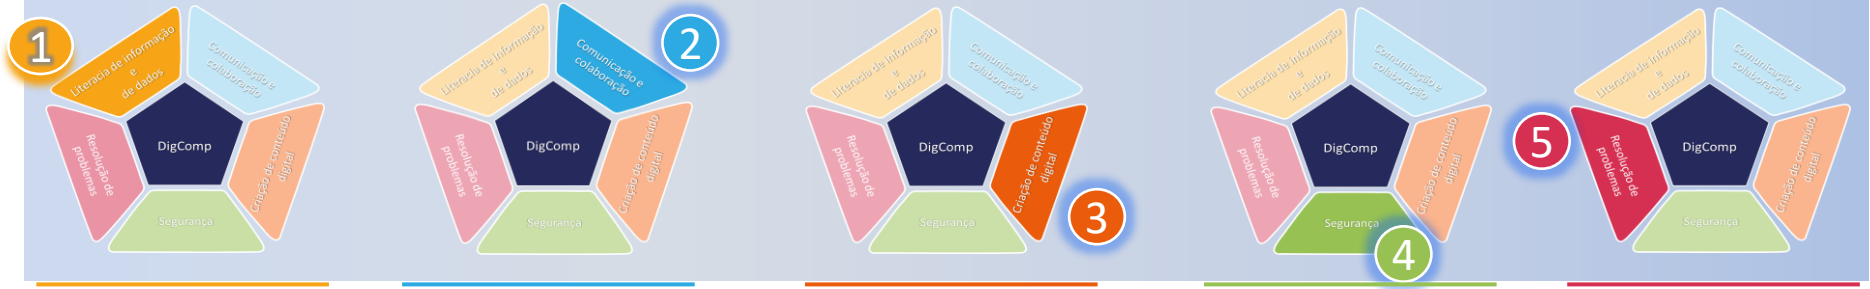 1
Literacia de informação
e
de dados
Comunicação e
colaboração
DigComp
Resolução de
problemas
Criação de conteúdo
digital
Segurança
2
Literacia de informação
e
de dados
Comunicação e
colaboração
DigComp
Resolução de
problemas
Criação de conteúdo
digital
Segurança
Literacia de informação
e
de dados
Comunicação e
colaboração
DigComp
Resolução de
problemas
Criação de conteúdo
digital
Segurança
3
Literacia de informação
e
de dados
Comunicação e
colaboração
DigComp
Resolução de
problemas
Criação de conteúdo
digital
Segurança
4
5
Literacia de informação
e
de dados
Comunicação e
colaboração
DigComp
Resolução de
problemas
Criação de conteúdo
digital
Segurança